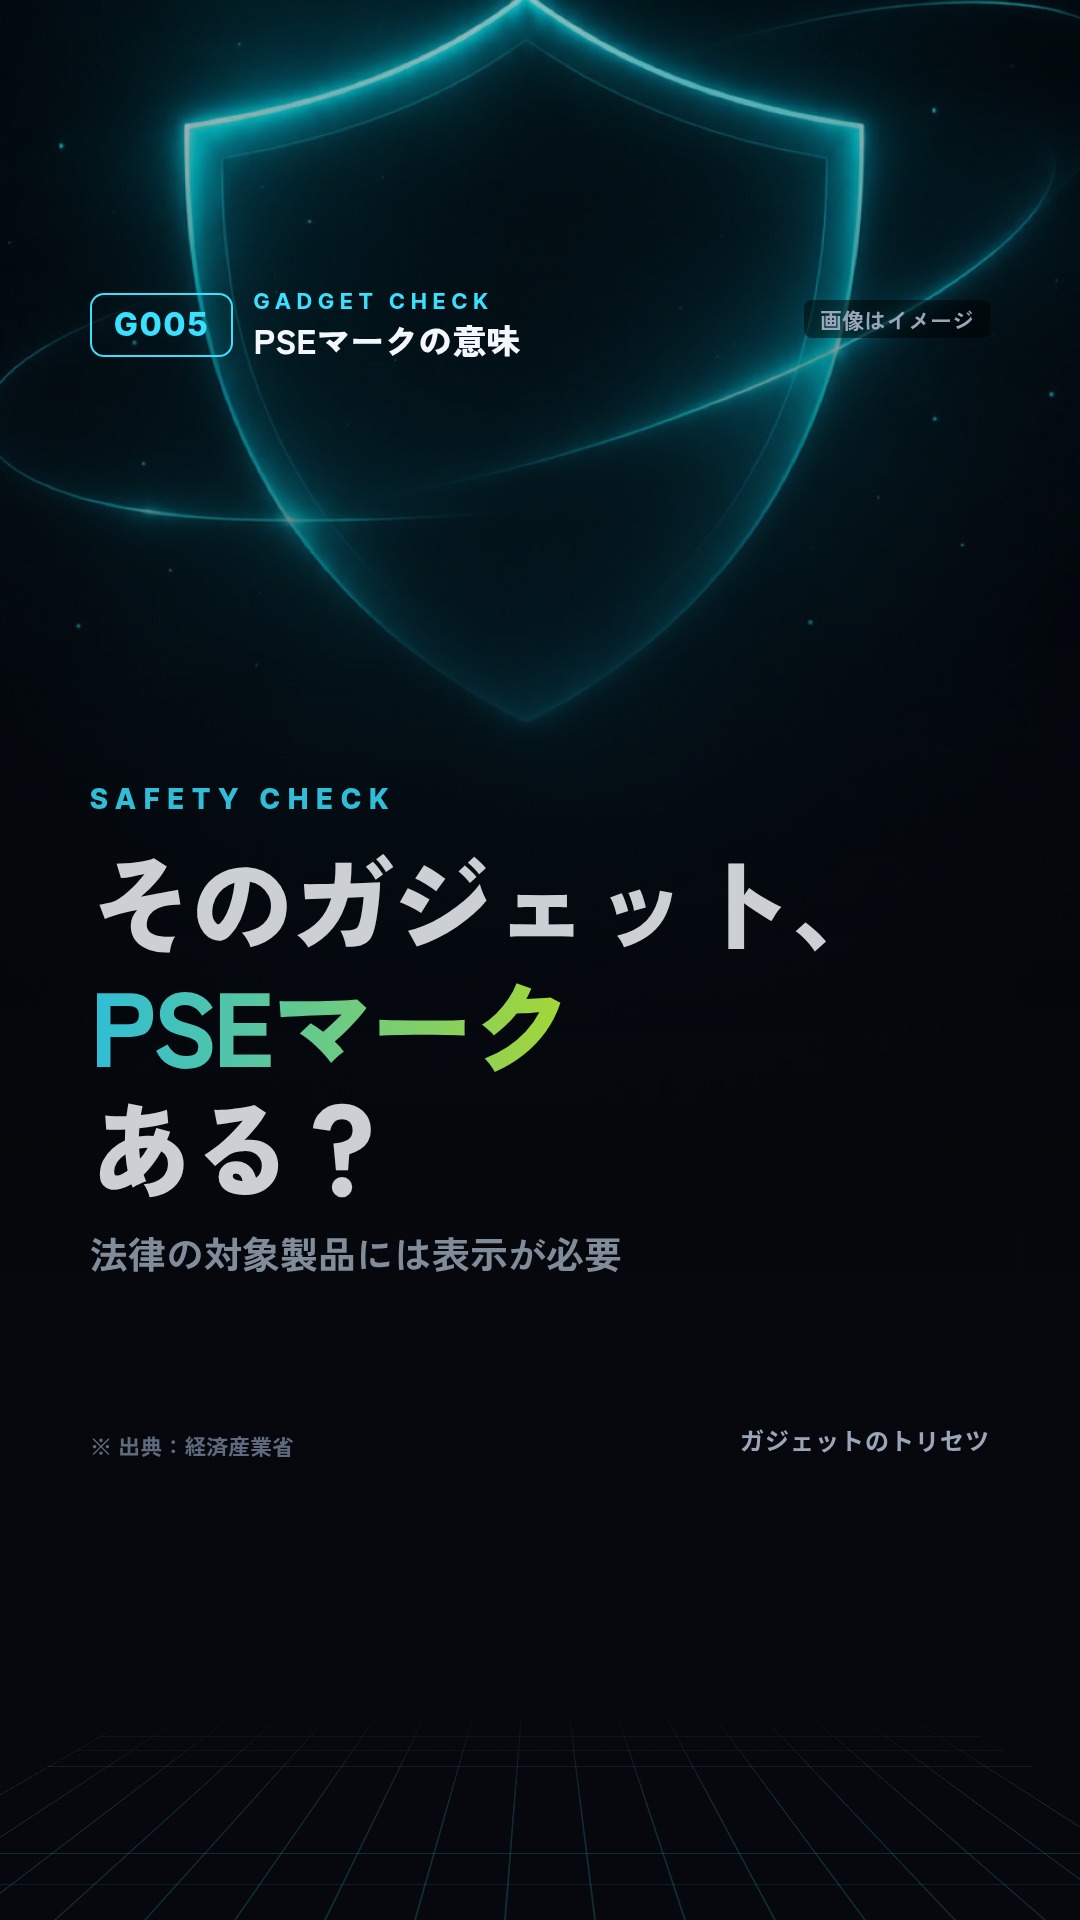 G005
GADGET CHECK
PSEマークの意味
画像はイメージ
SAFETY CHECK
そのガジェット、
PSEマーク
ある？
法律の対象製品には表示が必要
※ 出典：経済産業省
ガジェットのトリセツ